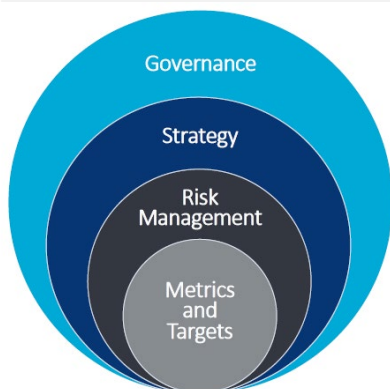 Governance
Strategy
Risk
Management
Metrics
and
Targets